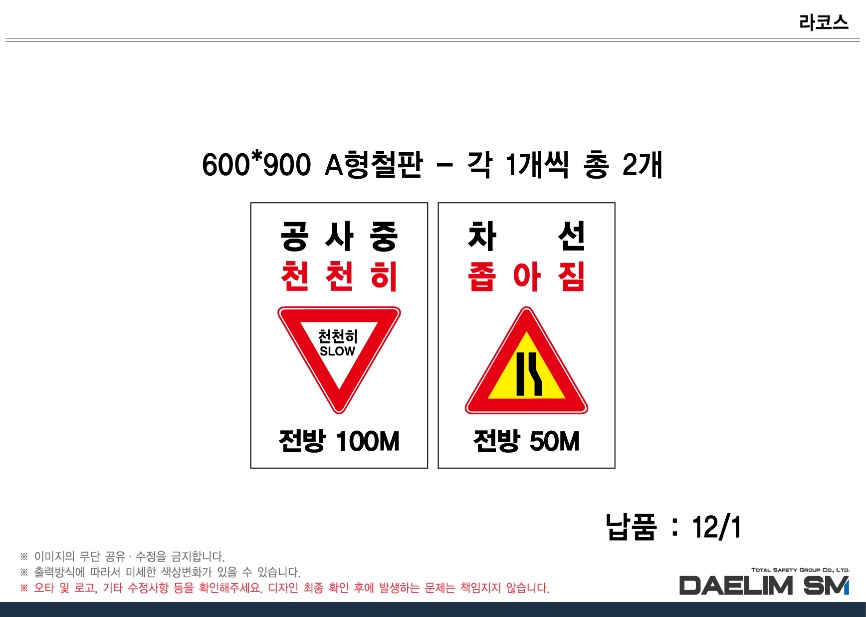 라코스
600*900 A형철판 – 각 1개씩 총 2개
공 사 중
천 천 히
천천히
SLOW
전방 100M
차 선
좁 아 짐
전방 50M
납품 : 12/1
※ 이미지의 무단 공유·수정을 금지합니다.
※ 출력방식에 따라서 미세한 색상변화가 있을 수 있습니다.
※ 오타 및 로고, 기타 수정사항 등을 확인해주세요. 디자인 최종 확인 후에 발생하는 문제는 책임지지 않습니다.
TOTAL SAFETY GROUP CO., LTD.
DAELIM SM